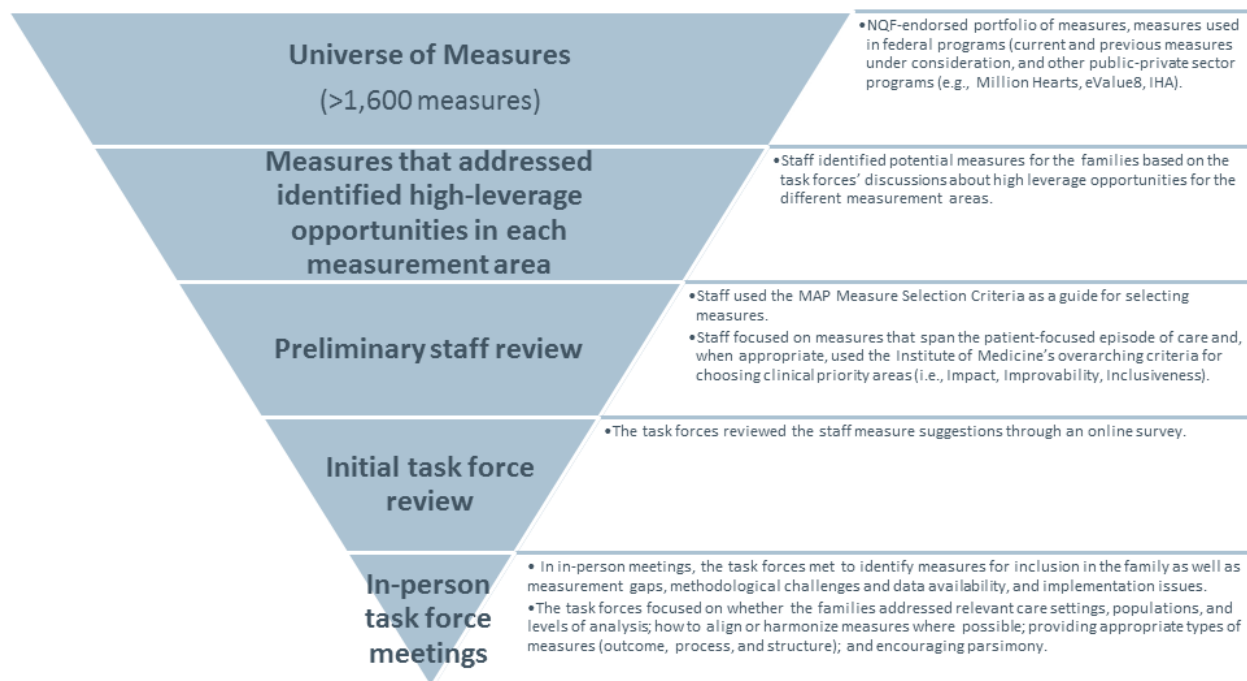 Universe of Measures
(>1,600 measures)
•NQF-endorsed portfolio of measures, measures used
in federal programs (current and previous measures
under consideration, and other public-private sector
programs (e.g., Million Hearts, eValue8, IHA).
Measures that addressed
identified high-leverage
opportunities in each
measurement area
•Staff identified potential measures for the families based on the
task forces' discussions about high leverage opportunities for the
different measurement areas.
Preliminary staff review
•Staff used the MAP Measure Selection Criteria as a guide for selecting
measures.
•Staff focused on measures that span the patient-focused episode of care and,
when appropriate, used the Institute of Medicine's overarching criteria for
choosing clinical priority areas (i.e., Impact, Improvability, Inclusiveness).
Initial task force
review
•The task forces reviewed the staff measure suggestions through an online survey.
In-person
task force
meetings
• In in-person meetings, the task forces met to identify measures for inclusion in the family as well as
measurement gaps, methodological challenges and data availability, and implementation issues.
•The task forces focused on whether the families addressed relevant care settings, populations, and
levels of analysis; how to align or harmonize measures where possible; providing appropriate types of
measures (outcome, process, and structure); and encouraging parsimony.